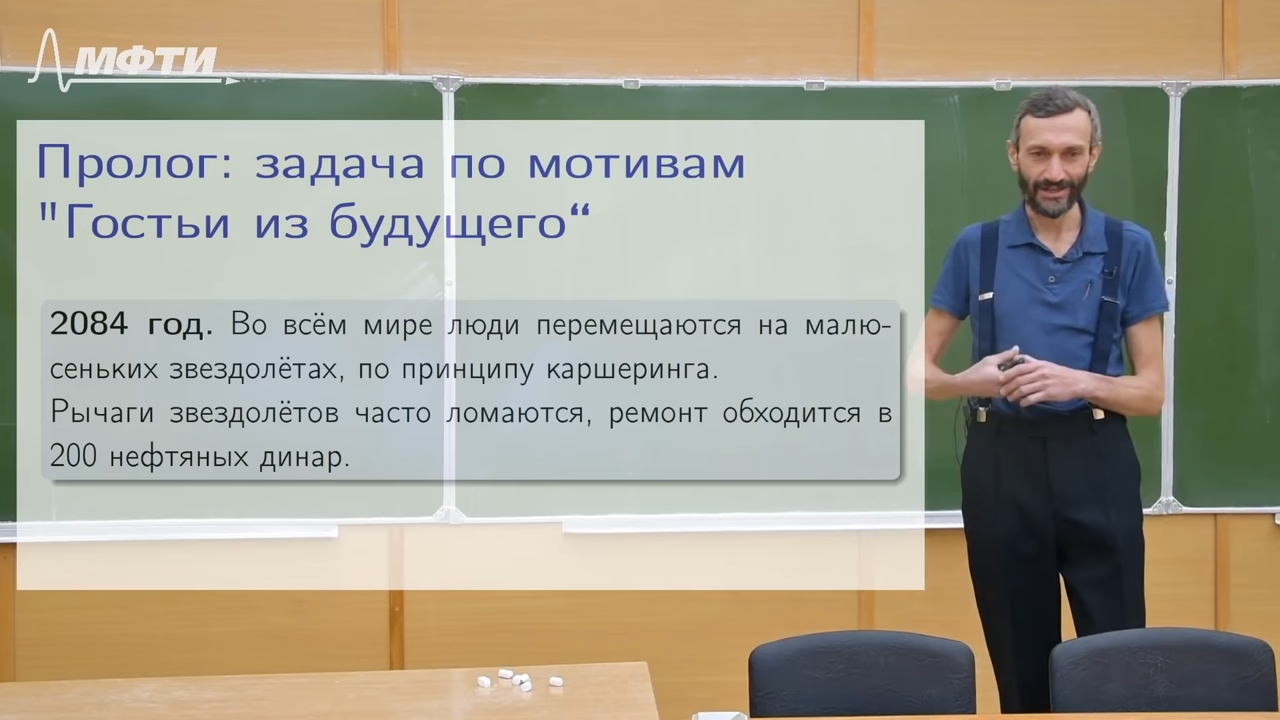 МФТИ
Пролог: задача по мотивам
"Гостьи из будущего“
2084 год. Во всём мире люди перемещаются на малю-
сеньких звездолётах, по принципу каршеринга.
Рычаги звездолётов часто ломаются, ремонт обходится в
200 нефтяных динар.